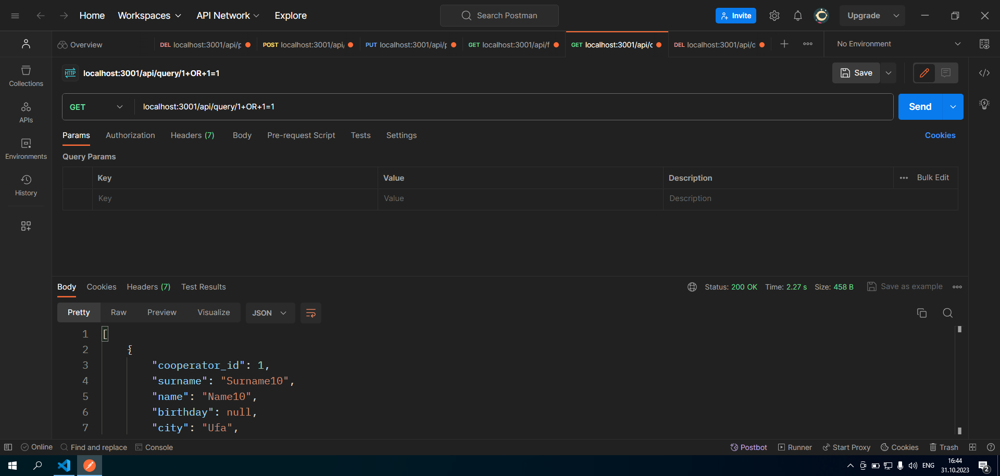 Home Workspaces API Network Explore Search Postman Invite Upgrade
Overview DEL localhost:3001/api/p POST localhost:3001/api/ PUT localhost:3001/api/p GET localhost:3001/api/f GET localhost:3001/api/c DEL localhost:3001/api/d No Environment
HTTP localhost:3001/api/query/1+OR+1=1 Save
Collections
APIs
Environments
History
GET localhost:3001/api/query/1+OR+1=1 Send
Params Authorization Headers (7) Body Pre-request Script Tests Settings Cookies
Query Params
Key Value Description Bulk Edit
Key Value Description
Body Cookies Headers (7) Test Results Status: 200 OK Time: 2.27 s Size: 458 B Save as example
Pretty Raw Preview Visualize JSON
1 [
2 {
3 "cooperator_id": 1,
4 "surname": "Surname10",
5 "name": "Name10",
6 "birthday": null,
7 "city": "Ufa",
Online Find and replace Console Postbot Runner Start Proxy Cookies Trash
ENG 16:44
31.10.2023 2